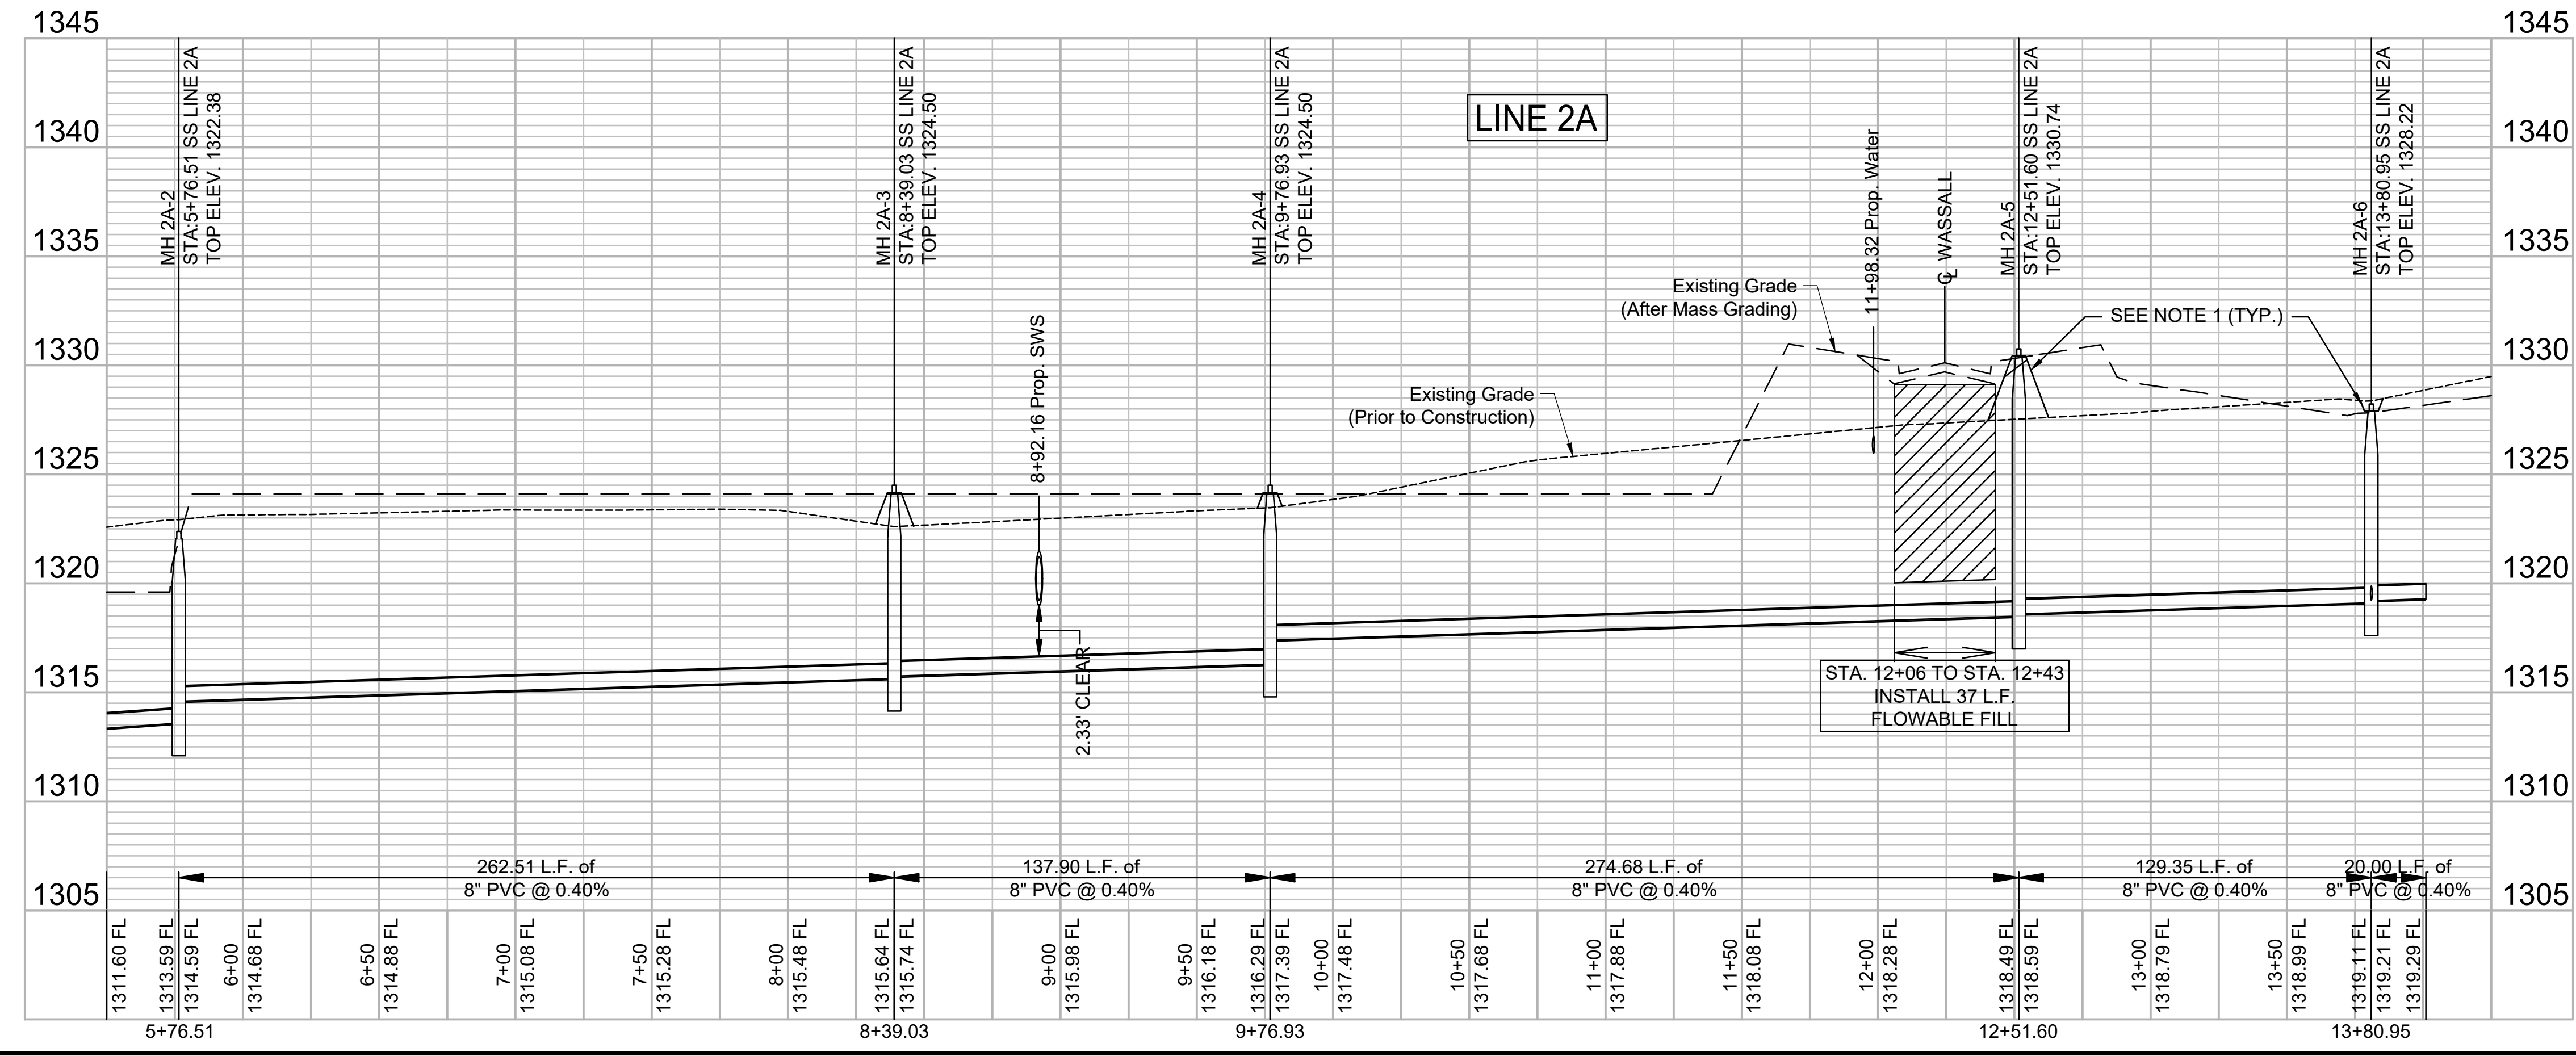 1345
1345
1340
1340
1335
1335
1330
1330
1325
1325
1320
1320
1315
1315
1310
1310
1305
1305
LINE 2A
MH 2A-2
STA:5+76.51 SS LINE 2A
TOP ELEV. 1322.38
MH 2A-3
STA:8+39.03 SS LINE 2A
TOP ELEV. 1324.50
8+92.16 Prop. SWS
2.33' CLEAR
MH 2A-4
STA:9+76.93 SS LINE 2A
TOP ELEV. 1324.50
Existing Grade
(Prior to Construction)
Existing Grade
(After Mass Grading)
11+98.32 Prop. Water
CL WASSALL
MH 2A-5
STA:12+51.60 SS LINE 2A
TOP ELEV. 1330.74
SEE NOTE 1 (TYP.)
MH 2A-6
STA:13+80.95 SS LINE 2A
TOP ELEV. 1328.22
STA. 12+06 TO STA. 12+43
INSTALL 37 L.F.
FLOWABLE FILL
262.51 L.F. of
8" PVC @ 0.40%
137.90 L.F. of
8" PVC @ 0.40%
274.68 L.F. of
8" PVC @ 0.40%
129.35 L.F. of
8" PVC @ 0.40%
20.00 L.F. of
8" PVC @ 0.40%
1311.60 FL
1313.59 FL
1314.59 FL
6+00
1314.68 FL
6+50
1314.88 FL
7+00
1315.08 FL
7+50
1315.28 FL
8+00
1315.48 FL
1315.64 FL
1315.74 FL
9+00
1315.98 FL
9+50
1316.18 FL
1316.29 FL
1317.39 FL
10+00
1317.48 FL
10+50
1317.68 FL
11+00
1317.88 FL
11+50
1318.08 FL
12+00
1318.28 FL
1318.49 FL
1318.59 FL
13+00
1318.79 FL
13+50
1318.99 FL
1319.11 FL
1319.21 FL
1319.29 FL
5+76.51
8+39.03
9+76.93
12+51.60
13+80.95